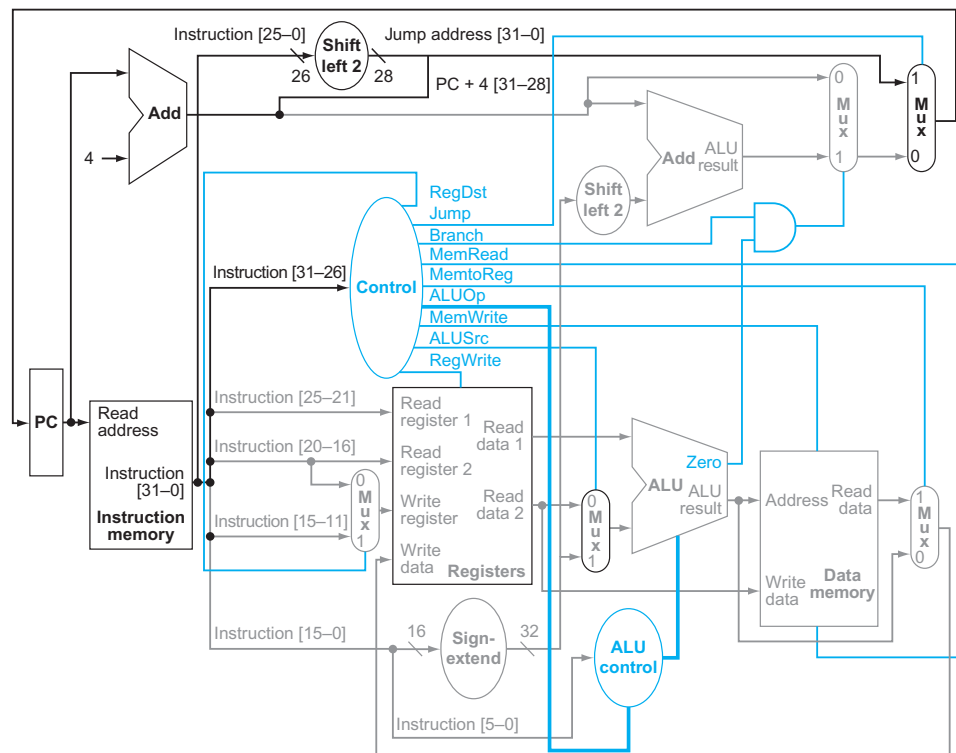 Instruction [25–0]
Shift
left 2
Jump address [31–0]
26
28
PC + 4 [31–28]
Add
4
0
M
u
x
1
1
M
u
x
0
Add
ALU
result
Shift
left 2
RegDst
Jump
Branch
MemRead
MemtoReg
ALUOp
MemWrite
ALUSrc
RegWrite
Instruction [31–26]
Control
PC
Read
address
Instruction
[31–0]
Instruction
memory
Instruction [25–21]
Instruction [20–16]
Instruction [15–11]
0
M
u
x
1
Read
register 1
Read
register 2
Write
register
Write
data
Read
data 1
Read
data 2
Registers
0
M
u
x
1
Zero
ALU
ALU
result
Address
Read
data
Write
data
Data
memory
1
M
u
x
0
Instruction [15–0]
16
Sign-
extend
32
ALU
control
Instruction [5–0]